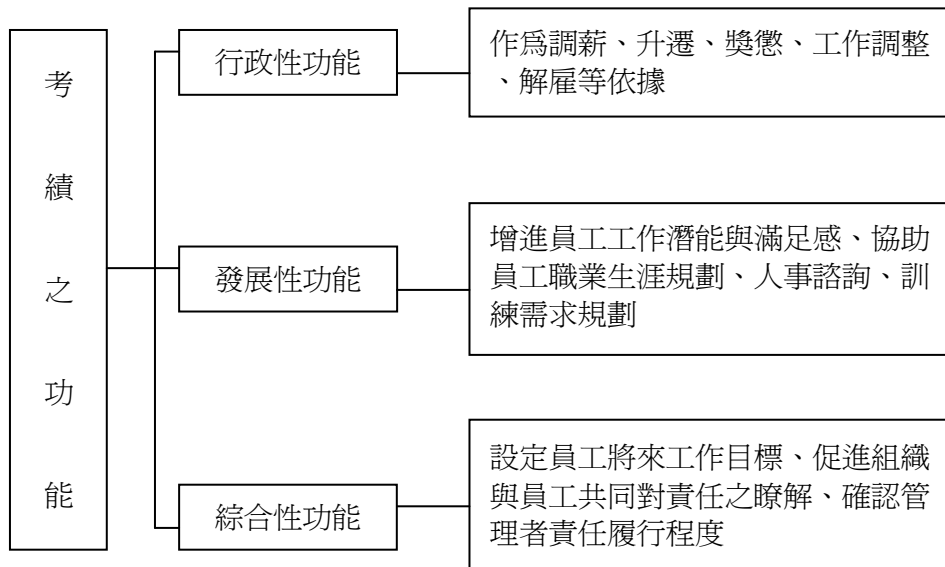 考績之功能
行政性功能
作為調薪、升遷、獎懲、工作調整
、解雇等依據
發展性功能
增進員工工作潛能與滿足感、協助
員工職業生涯規劃、人事諮詢、訓
練需求規劃
綜合性功能
設定員工將來工作目標、促進組織
與員工共同對責任之瞭解、確認管
理者責任履行程度